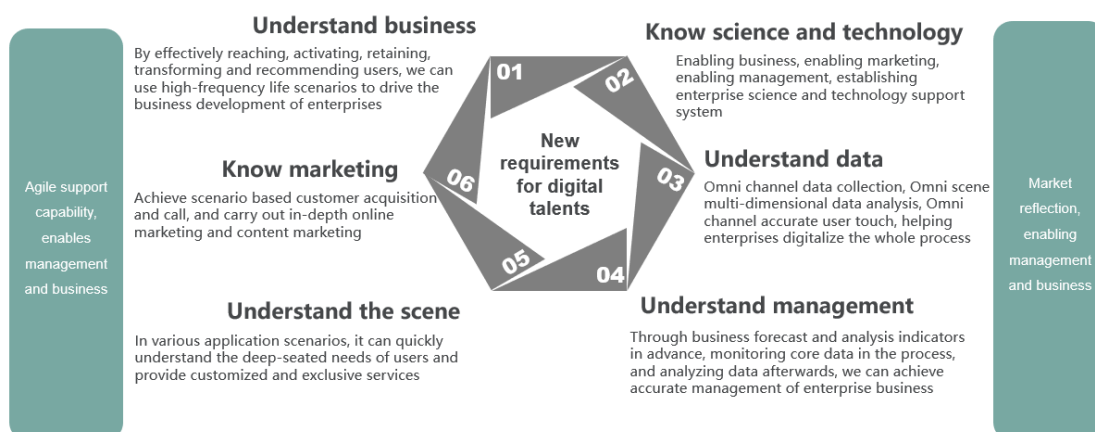 Agile support
capability,
enables
management
and business
Understand business
By effectively reaching, activating, retaining,
transforming and recommending users, we can
use high-frequency life scenarios to drive the
business development of enterprises
Know marketing
Achieve scenario based customer acquisition
and call, and carry out in-depth online
marketing and content marketing
Understand the scene
In various application scenarios, it can quickly
understand the deep-seated needs of users and
provide customized and exclusive services
01
02
03
04
05
06
New
requirements
for digital
talents
Know science and technology
Enabling business, enabling marketing,
enabling management, establishing
enterprise science and technology support
system
Understand data
Omni channel data collection, Omni scene
multi-dimensional data analysis, Omni
channel accurate user touch, helping
enterprises digitalize the whole process
Understand management
Through business forecast and analysis indicators
in advance, monitoring core data in the process,
and analyzing data afterwards, we can achieve
accurate management of enterprise business
Market
reflection,
enabling
management
and business